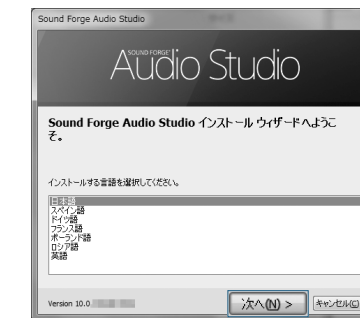 Sound Forge Audio Studio
SOUND FORGE™
Audio Studio
Sound Forge Audio Studio インストール ウィザードへようこ
そ。
インストールする言語を選択してください。
日本語
スペイン語
ドイツ語
フランス語
ポーランド語
ロシア語
英語
Version 10.0
次へ(N) >
キャンセル(C)